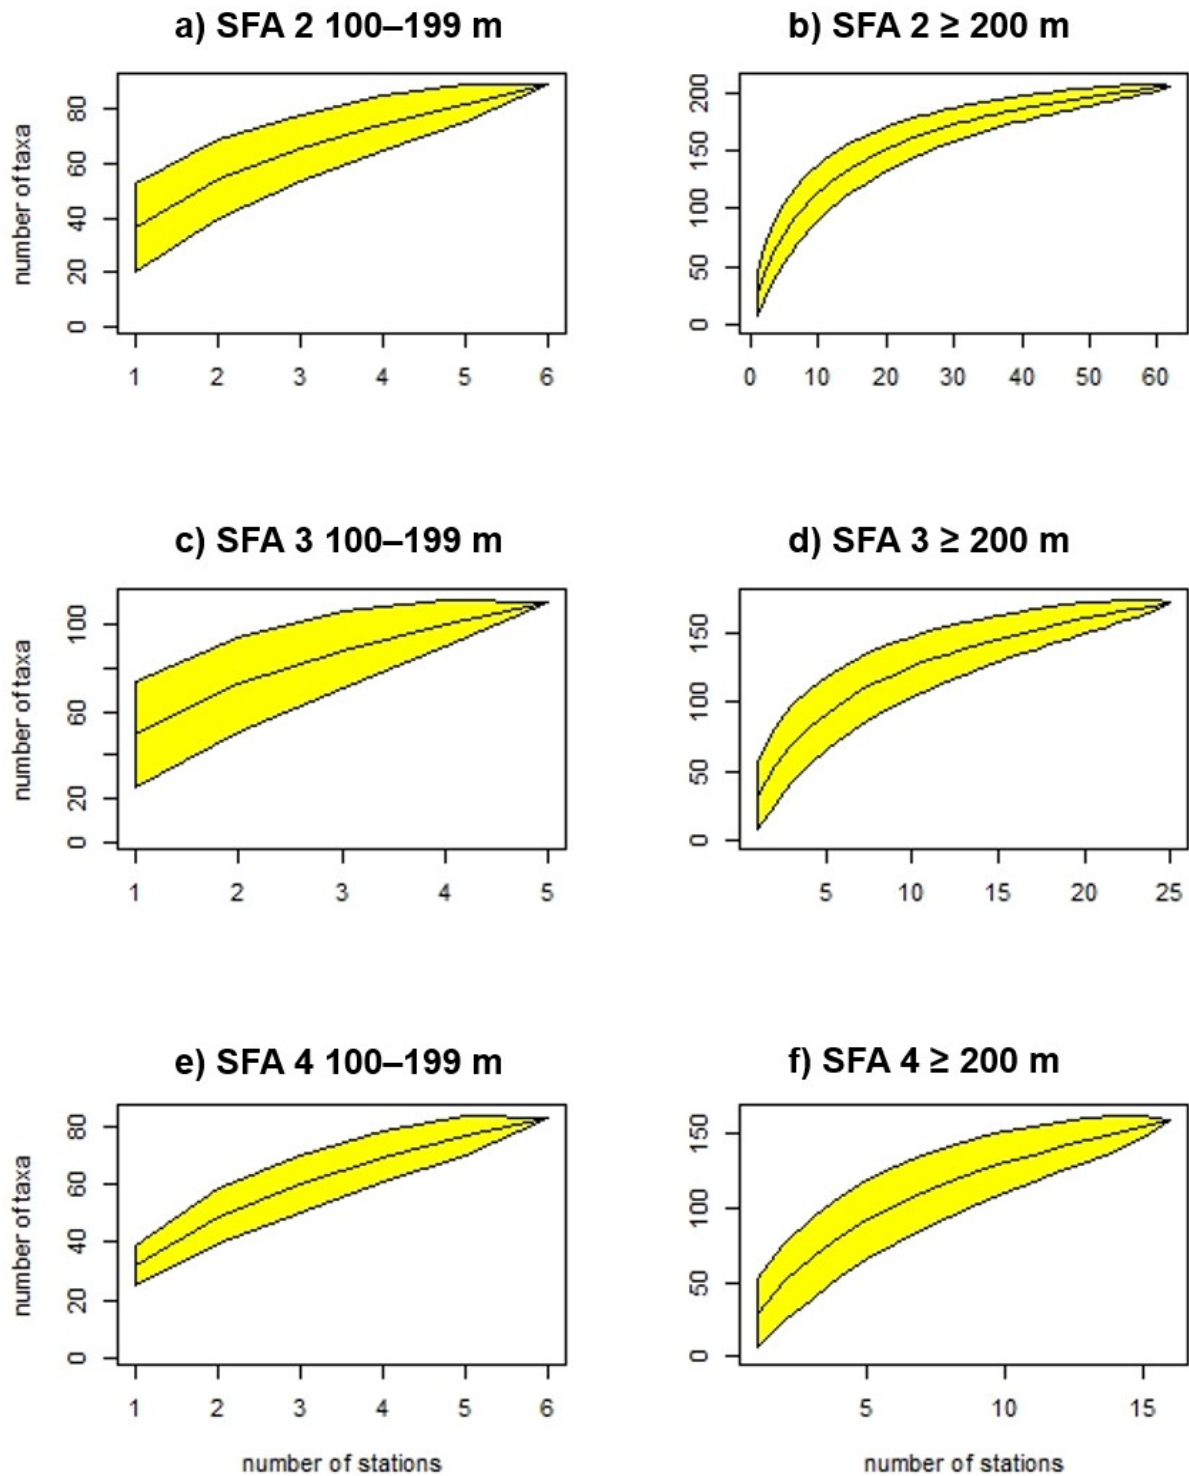 a) SFA 2 100–199 m
b) SFA 2 ≥ 200 m
number of taxa
0 20 40 60 80
1 2 3 4 5 6
0 50 100 150 200
0 10 20 30 40 50 60
c) SFA 3 100–199 m
d) SFA 3 ≥ 200 m
number of taxa
0 20 60 100
1 2 3 4 5
0 50 100 150
5 10 15 20 25
e) SFA 4 100–199 m
f) SFA 4 ≥ 200 m
number of taxa
0 20 40 60 80
1 2 3 4 5 6
number of stations
0 50 100 150
5 10 15
number of stations